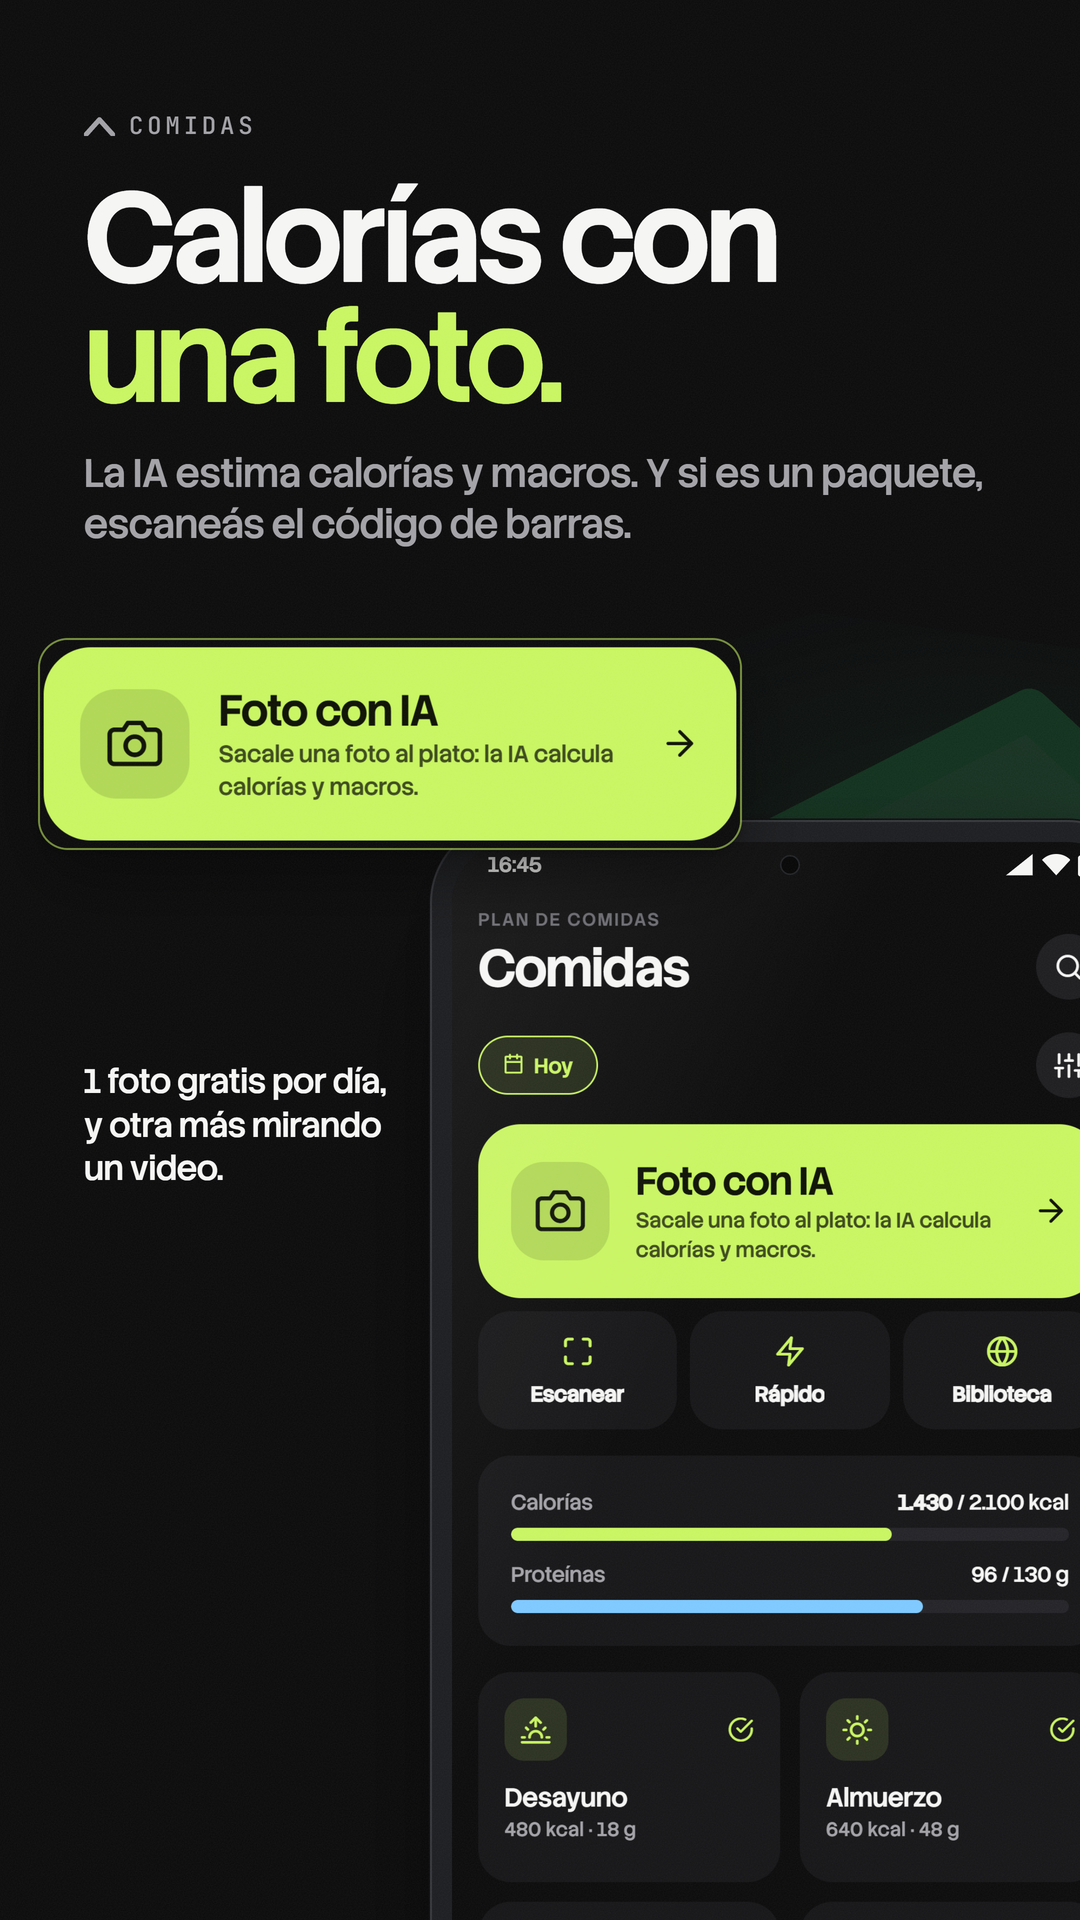 COMIDAS
Calorías con
una foto.
La IA estima calorías y macros. Y si es un paquete,
escaneás el código de barras.
Foto con IA
Sacale una foto al plato: la IA calcula
calorías y macros.
16:45
PLAN DE COMIDAS
Comidas
1 foto gratis por día,
y otra más mirando
un video.
Hoy
Foto con IA
Sacale una foto al plato: la IA calcula
calorías y macros.
Escanear
Rápido
Biblioteca
Calorías
1.430 / 2.100 kcal
Proteínas
96 / 130 g
Desayuno
480 kcal · 18 g
Almuerzo
640 kcal · 48 g